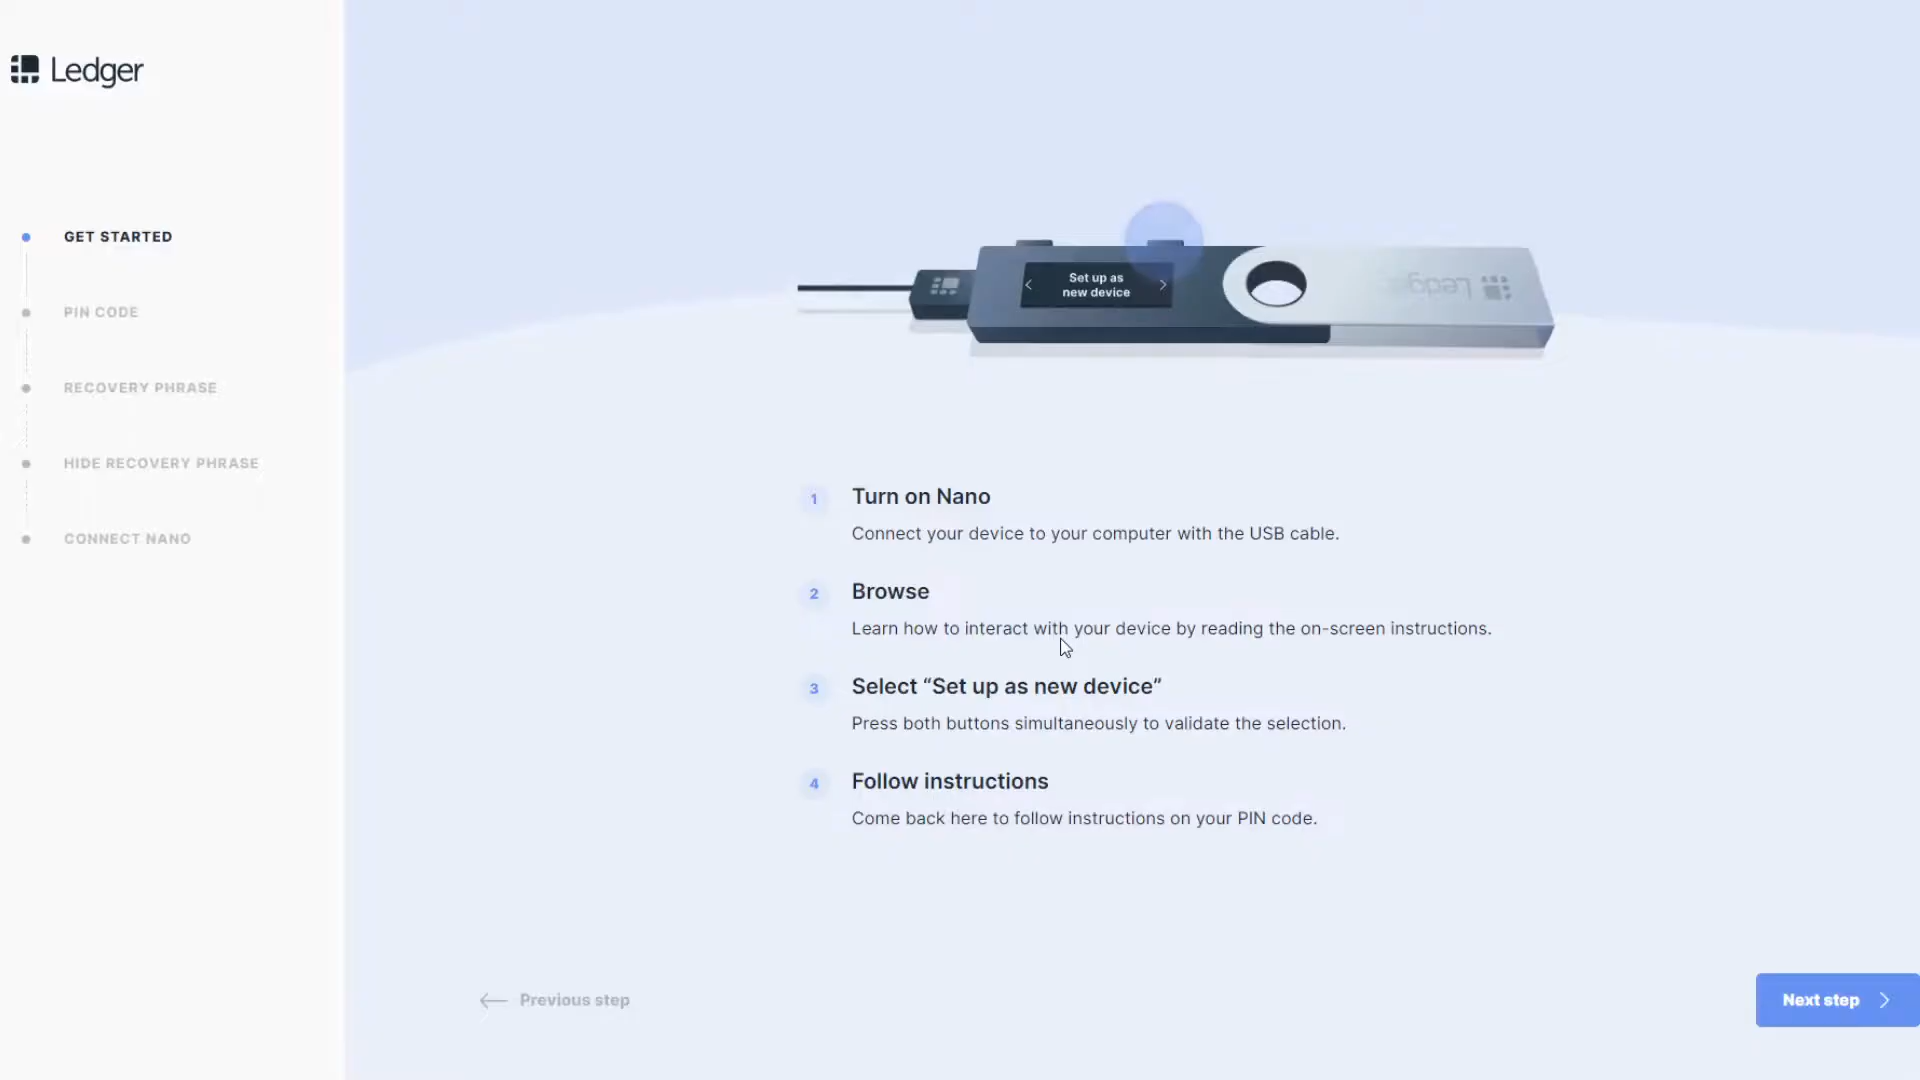 Ledger
GET STARTED
PIN CODE
RECOVERY PHRASE
HIDE RECOVERY PHRASE
CONNECT NANO
Set up as
new device
Ledger
1
Turn on Nano
Connect your device to your computer with the USB cable.
2
Browse
Learn how to interact with your device by reading the on-screen instructions.
3
Select “Set up as new device”
Press both buttons simultaneously to validate the selection.
4
Follow instructions
Come back here to follow instructions on your PIN code.
Previous step
Next step